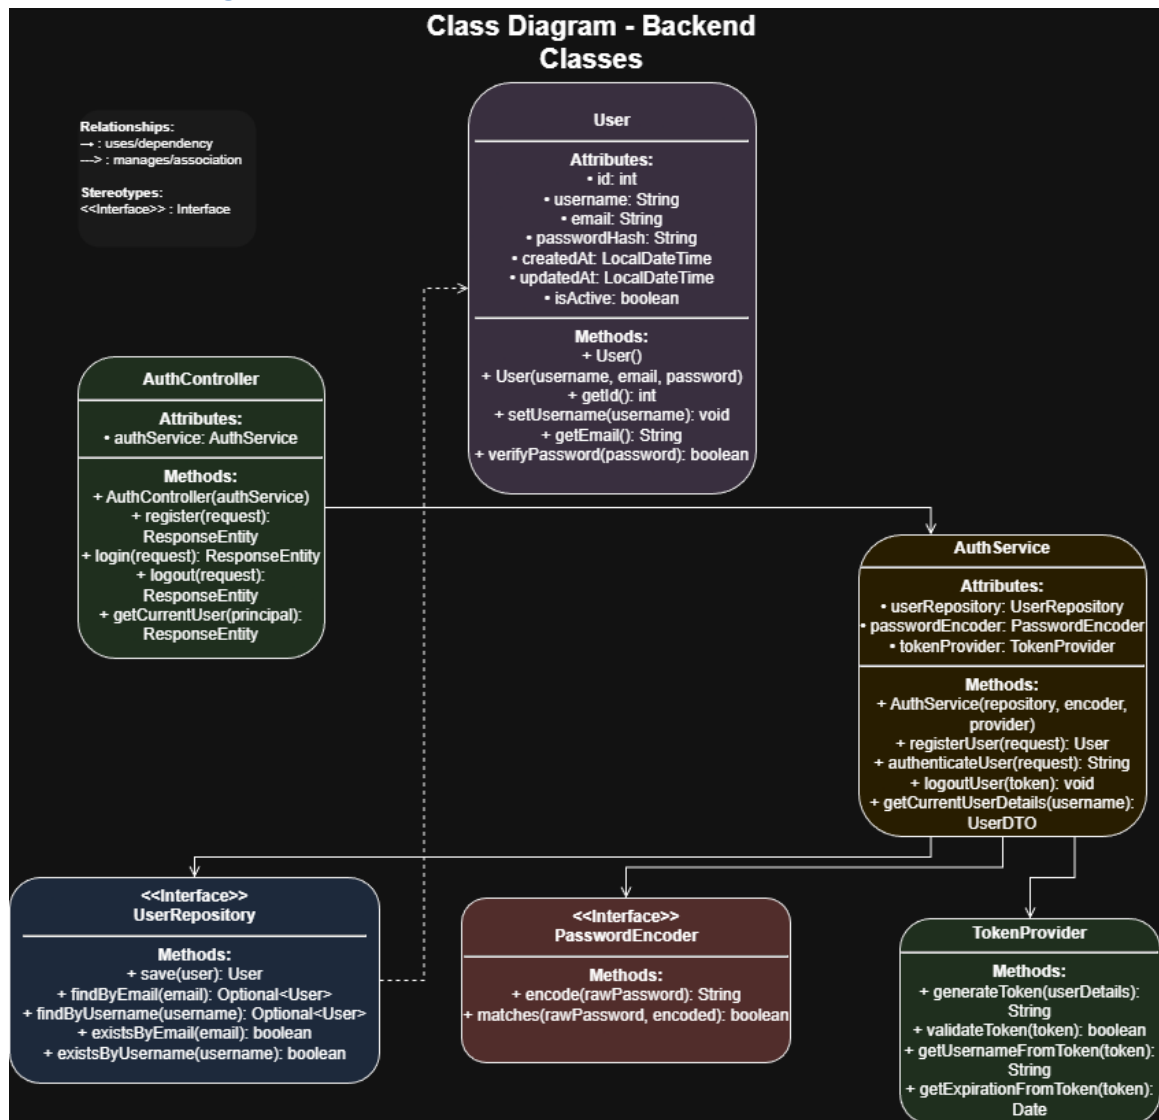 Class Diagram - Backend
Classes
Relationships:
→ : uses/dependency
---> : manages/association
Stereotypes:
<<Interface>> : Interface
User
Attributes:
• id: int
• username: String
• email: String
• passwordHash: String
• createdAt: LocalDateTime
• updatedAt: LocalDateTime
• isActive: boolean
Methods:
+ User()
+ User(username, email, password)
+ getId(): int
+ setUsername(username): void
+ getEmail(): String
+ verifyPassword(password): boolean
AuthController
Attributes:
• authService: AuthService
Methods:
+ AuthController(authService)
+ register(request):
ResponseEntity
+ login(request): ResponseEntity
+ logout(request):
ResponseEntity
+ getCurrentUser(principal):
ResponseEntity
AuthService
Attributes:
• userRepository: UserRepository
• passwordEncoder: PasswordEncoder
• tokenProvider: TokenProvider
Methods:
+ AuthService(repository, encoder,
provider)
+ registerUser(request): User
+ authenticateUser(request): String
+ logoutUser(token): void
+ getCurrentUserDetails(username):
UserDTO
<<Interface>>
UserRepository
Methods:
+ save(user): User
+ findByEmail(email): Optional<User>
+ findByUsername(username): Optional<User>
+ existsByEmail(email): boolean
+ existsByUsername(username): boolean
<<Interface>>
PasswordEncoder
Methods:
+ encode(rawPassword): String
+ matches(rawPassword, encoded): boolean
TokenProvider
Methods:
+ generateToken(userDetails):
String
+ validateToken(token): boolean
+ getUsernameFromToken(token):
String
+ getExpirationFromToken(token):
Date